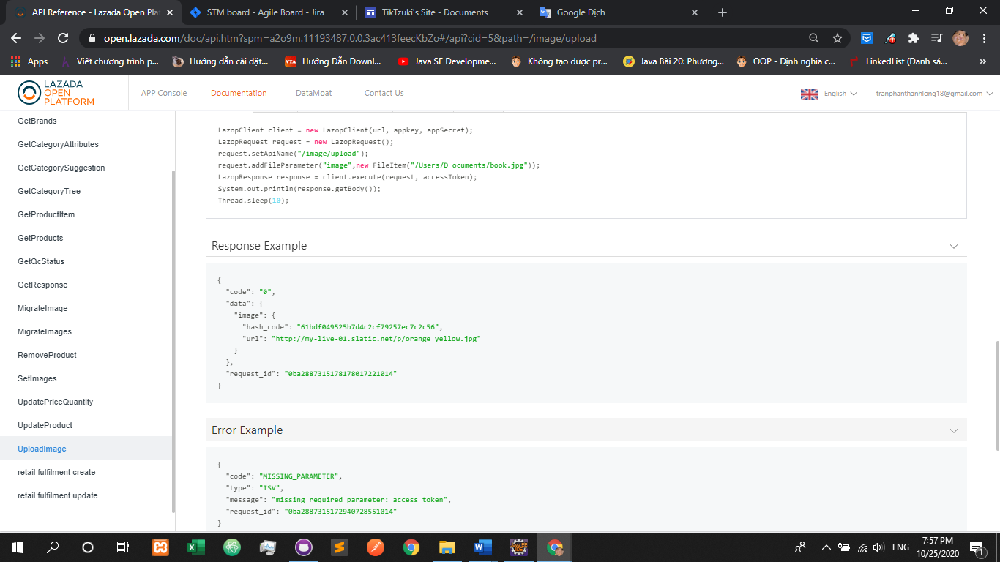 API Reference - Lazada Open Pla
STM board - Agile Board - Jira
TikTzuki's Site - Documents
Google Dịch
open.lazada.com/doc/api.htm?spm=a2o9m.11193487.0.0.3ac413feecKbZo#/api?cid=5&path=/image/upload
Apps
Viết chương trình p...
Hướng dẫn cài đặt...
VTA
Hướng Dẫn Downl...
Java SE Developme...
Không tạo được pr...
Java Bài 20: Phương...
OOP - Định nghĩa c...
LinkedList (Danh sá...
LAZADA
OPEN
PLATFORM
APP Console
Documentation
DataMoat
Contact Us
English
tranphanthanhlong18@gmail.com
GetBrands
GetCategoryAttributes
GetCategorySuggestion
GetCategoryTree
GetProductItem
GetProducts
GetQcStatus
GetResponse
MigrateImage
MigrateImages
RemoveProduct
SetImages
UpdatePriceQuantity
UpdateProduct
UploadImage
retail fulfilment create
retail fulfilment update
LazopClient client = new LazopClient(url, appkey, appSecret);
LazopRequest request = new LazopRequest();
request.setApiName("/image/upload");
request.addFileParameter("image",new FileItem("/Users/D ocuments/book.jpg"));
LazopResponse response = client.execute(request, accessToken);
System.out.println(response.getBody());
Thread.sleep(10);
Response Example
{
"code": "0",
"data": {
"image": {
"hash_code": "61bdf049525b7d4c2cf79257ec7c2c56",
"url": "http://my-live-01.slatic.net/p/orange_yellow.jpg"
}
},
"request_id": "0ba2887315178178017221014"
}
Error Example
{
"code": "MISSING_PARAMETER",
"type": "ISV",
"message": "missing required parameter: access_token",
"request_id": "0ba2887315172940728551014"
}
ENG
7:57 PM
10/25/2020
1